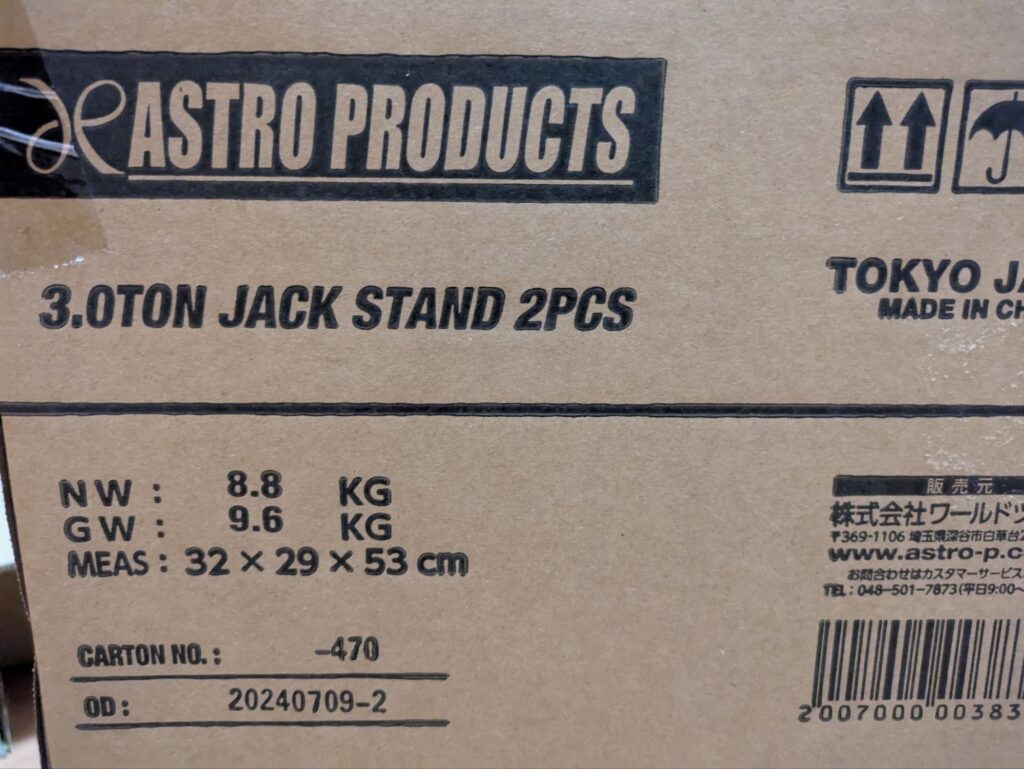 ASTRO PRODUCTS
3.0TON JACK STAND 2PCS
TOKYO JA
MADE IN CH
NW : 8.8 KG
GW : 9.6 KG
MEAS : 32 × 29 × 53 cm
CARTON NO. : -470
OD : 20240709-2
販売元
株式会社ワールドツ
〒369-1106 埼玉県深谷市白草台2
www.astro-p.c
お問合わせはカスタマーサービス
TEL : 048-501-7873(平日9:00~
2007000 00383